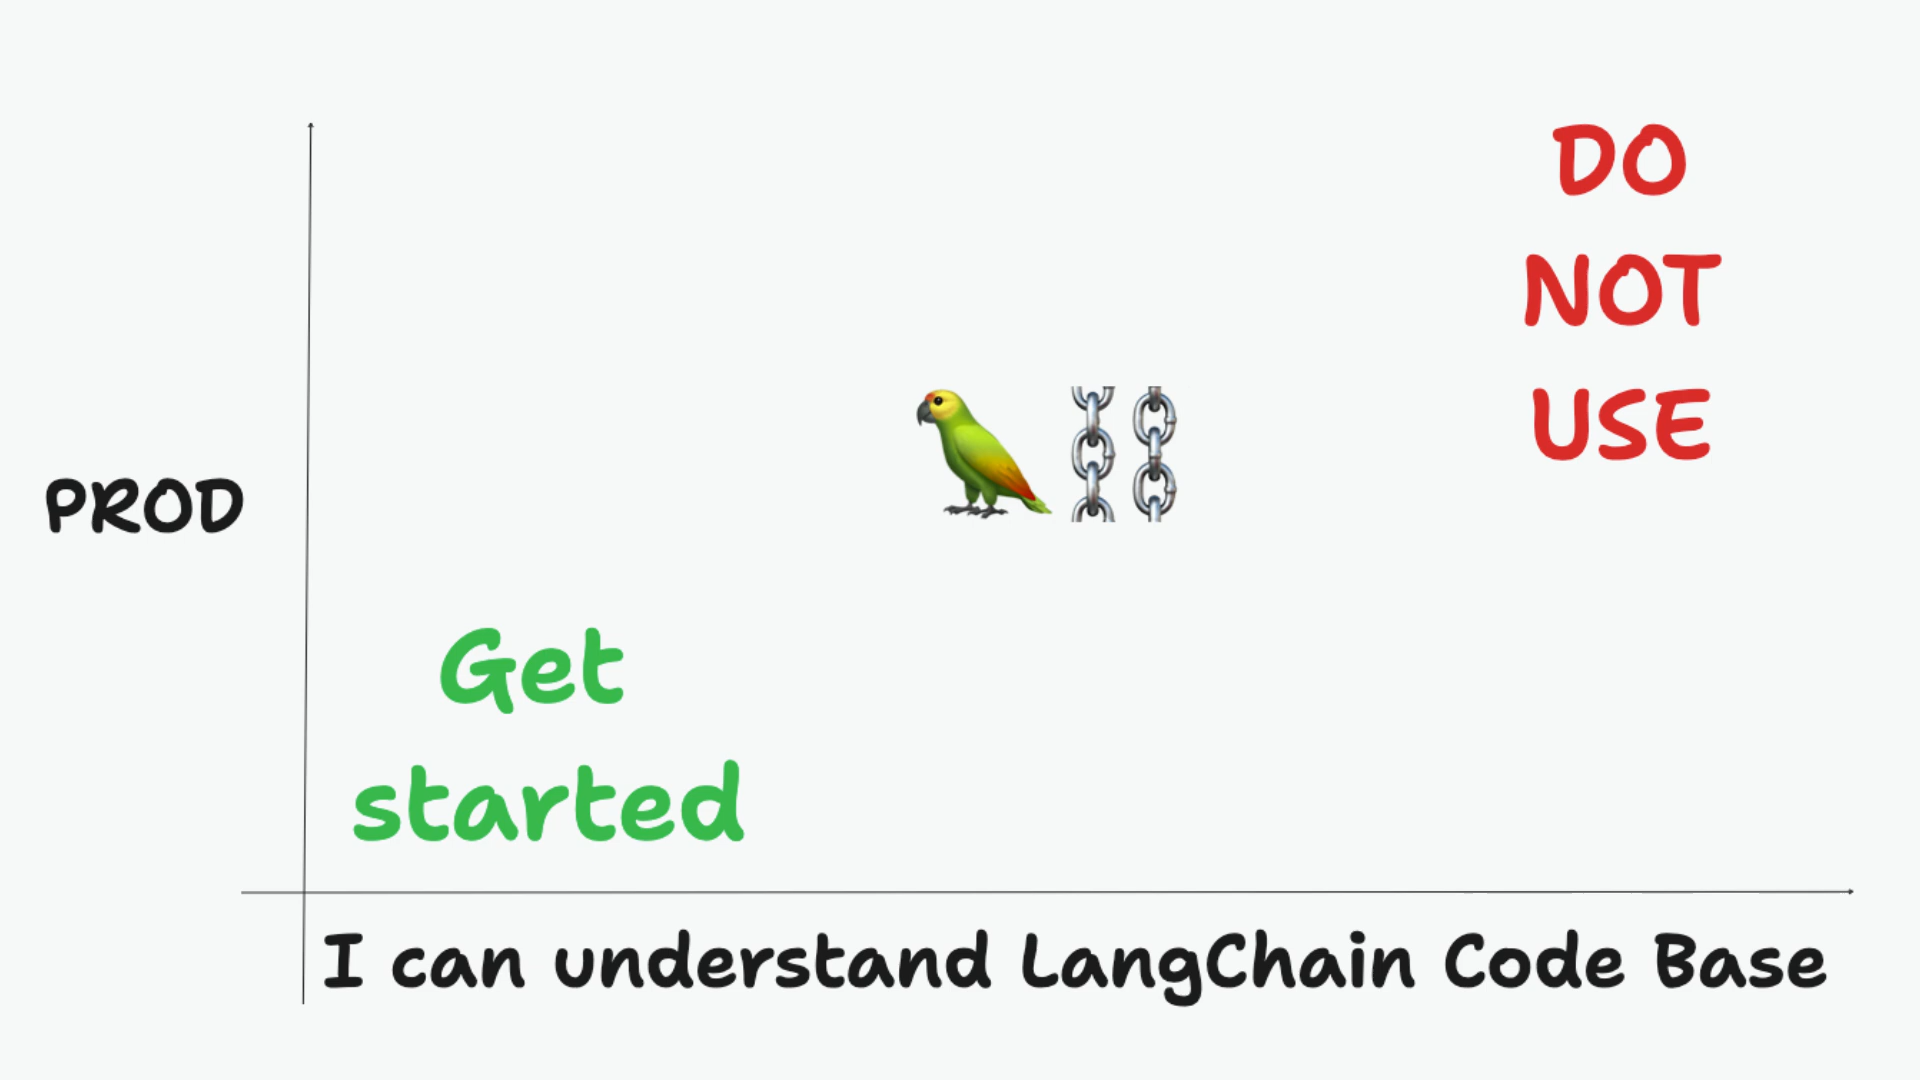 DO
NOT
USE
PROD
Get
started
I can understand LangChain Code Base